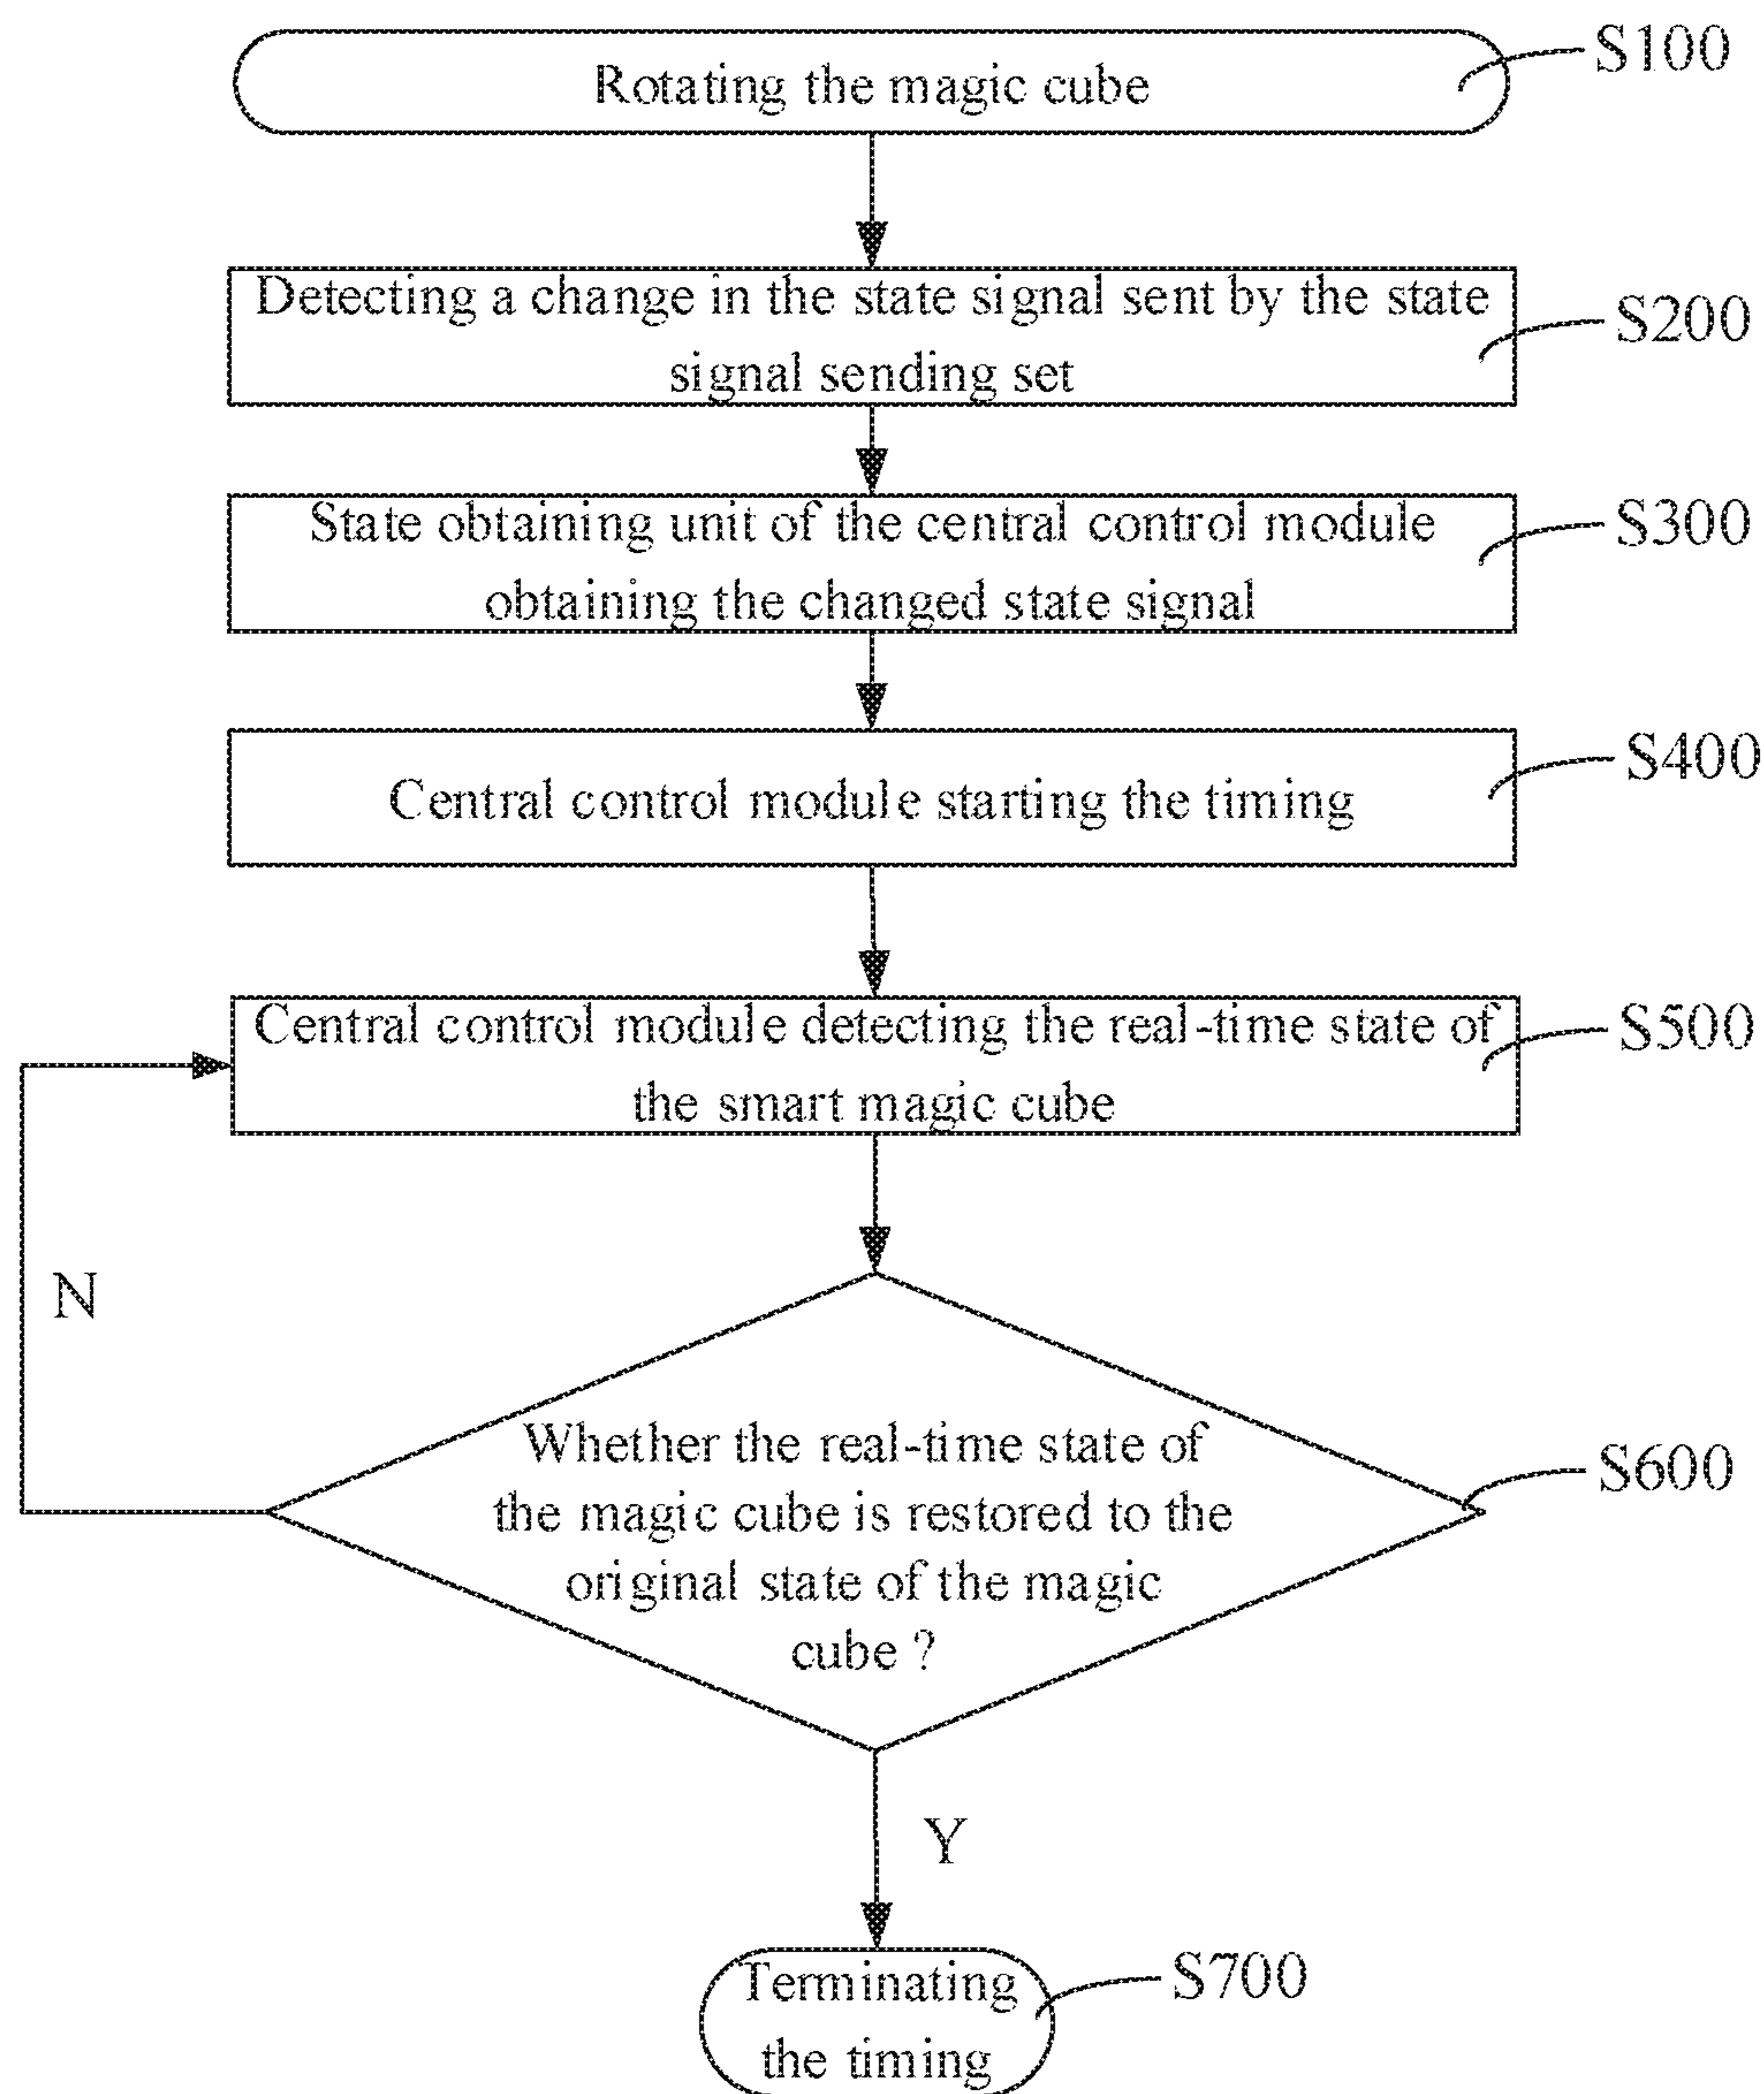 Rotating the magic cube
S100
Detecting a change in the state signal sent by the state
signal sending set
S200
State obtaining unit of the central control module
obtaining the changed state signal
S300
Central control module starting the timing
S400
Central control module detecting the real-time state of
the smart magic cube
S500
N
Whether the real-time state of
the magic cube is restored to the
original state of the magic
cube ?
S600
Y
Terminating
the timing
S700